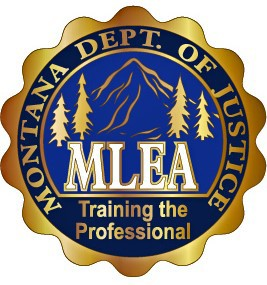 MONTANA DEPT. OF JUSTICE
MLEA
Training the
Professional